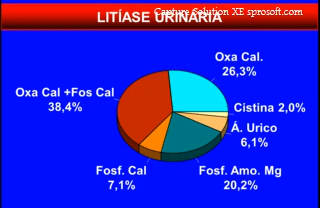 Capture Solution XE sprosoft.com
LITÍASE URINÁRIA
Oxa Cal.
26,3%
Oxa Cal +Fos Cal
38,4%
Cistina 2,0%
Á. Urico
6,1%
Fosf. Cal
7,1%
Fosf. Amo. Mg
20,2%